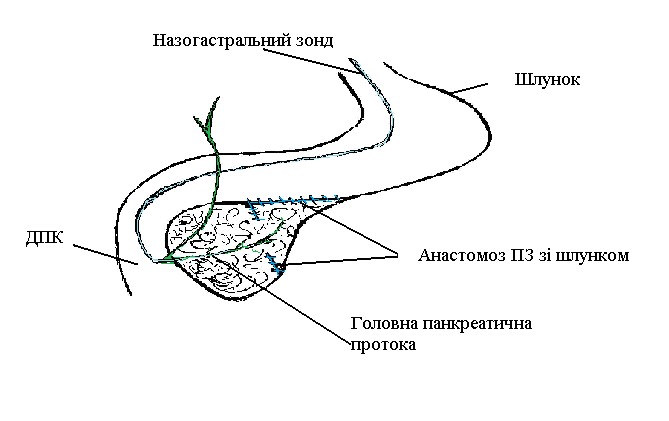 Назогастральний зонд
Шлунок
ДПК
Анастомоз ПЗ зі шлунком
Головна панкреатична
протока